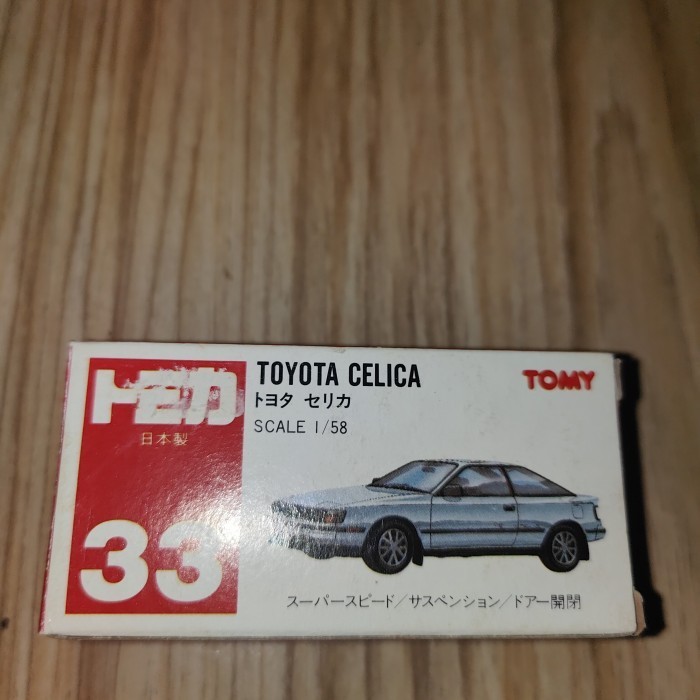 トミカ
日本製
33
TOYOTA CELICA
トヨタ セリカ
SCALE 1/58
TOMY
スーパースピード/サスペンション/ドアー開閉